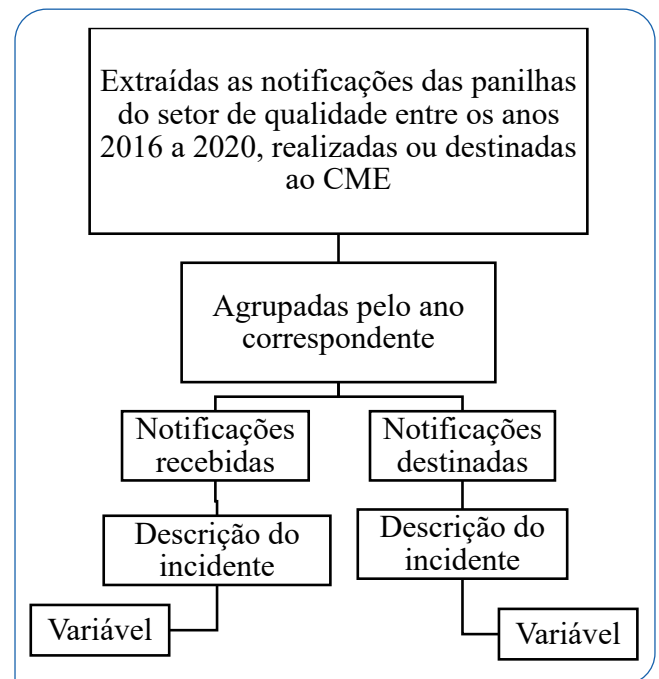 Extraídas as notificações das panilhas
do setor de qualidade entre os anos
2016 a 2020, realizadas ou destinadas
ao CME
Agrupadas pelo ano
correspondente
Notificações
recebidas
Notificações
destinadas
Descrição do
incidente
Descrição do
incidente
Variável
Variável